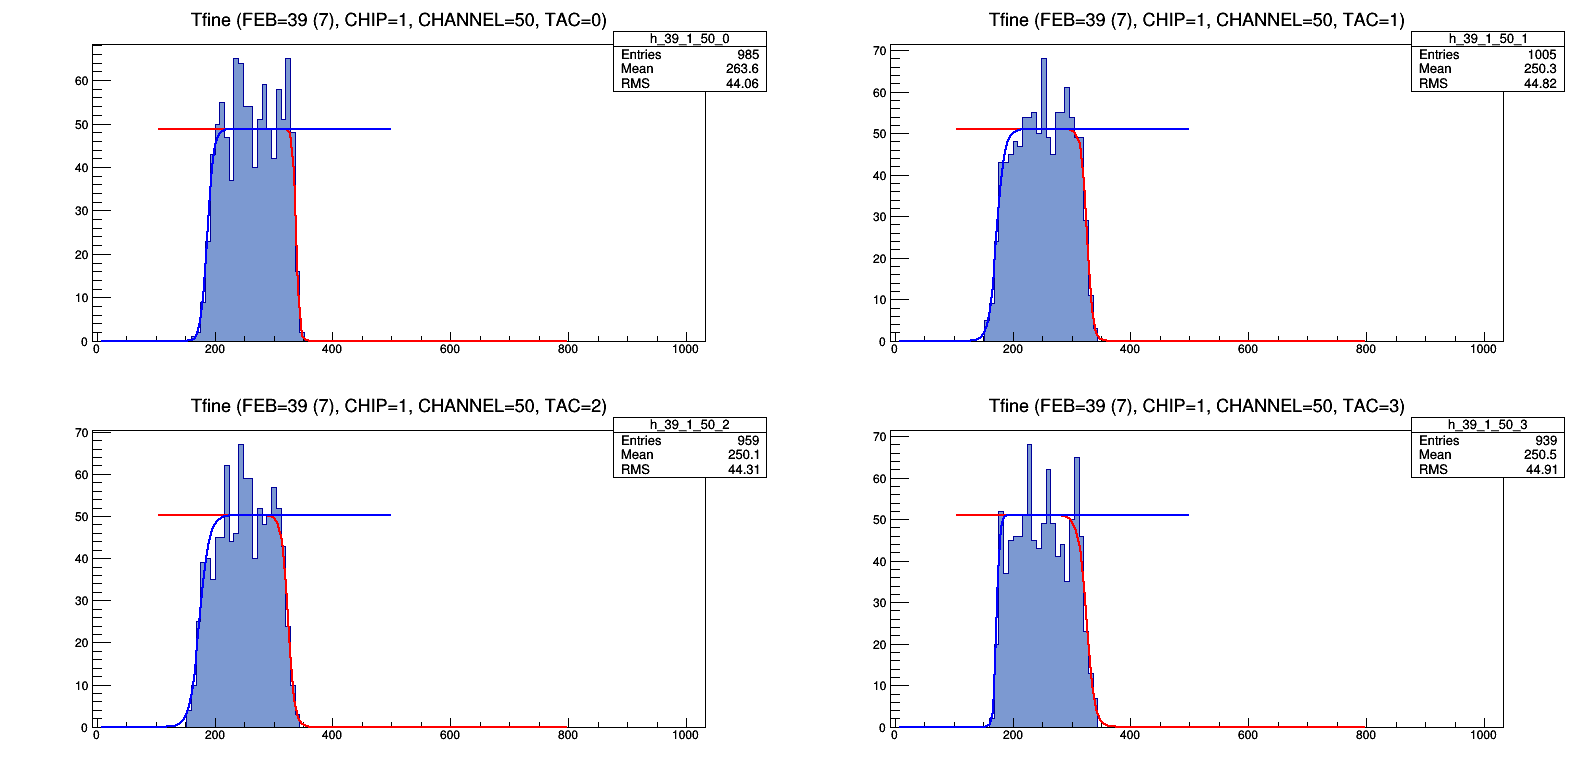 Tfine (FEB=39 (7), CHIP=1, CHANNEL=50, TAC=0)
h_39_1_50_0
Entries 985
Mean 263.6
RMS 44.06
60
50
40
30
20
10
0
0 200 400 600 800 1000
Tfine (FEB=39 (7), CHIP=1, CHANNEL=50, TAC=1)
h_39_1_50_1
Entries 1005
Mean 250.3
RMS 44.82
70
60
50
40
30
20
10
0
0 200 400 600 800 1000
Tfine (FEB=39 (7), CHIP=1, CHANNEL=50, TAC=2)
h_39_1_50_2
Entries 959
Mean 250.1
RMS 44.31
70
60
50
40
30
20
10
0
0 200 400 600 800 1000
Tfine (FEB=39 (7), CHIP=1, CHANNEL=50, TAC=3)
h_39_1_50_3
Entries 939
Mean 250.5
RMS 44.91
70
60
50
40
30
20
10
0
0 200 400 600 800 1000